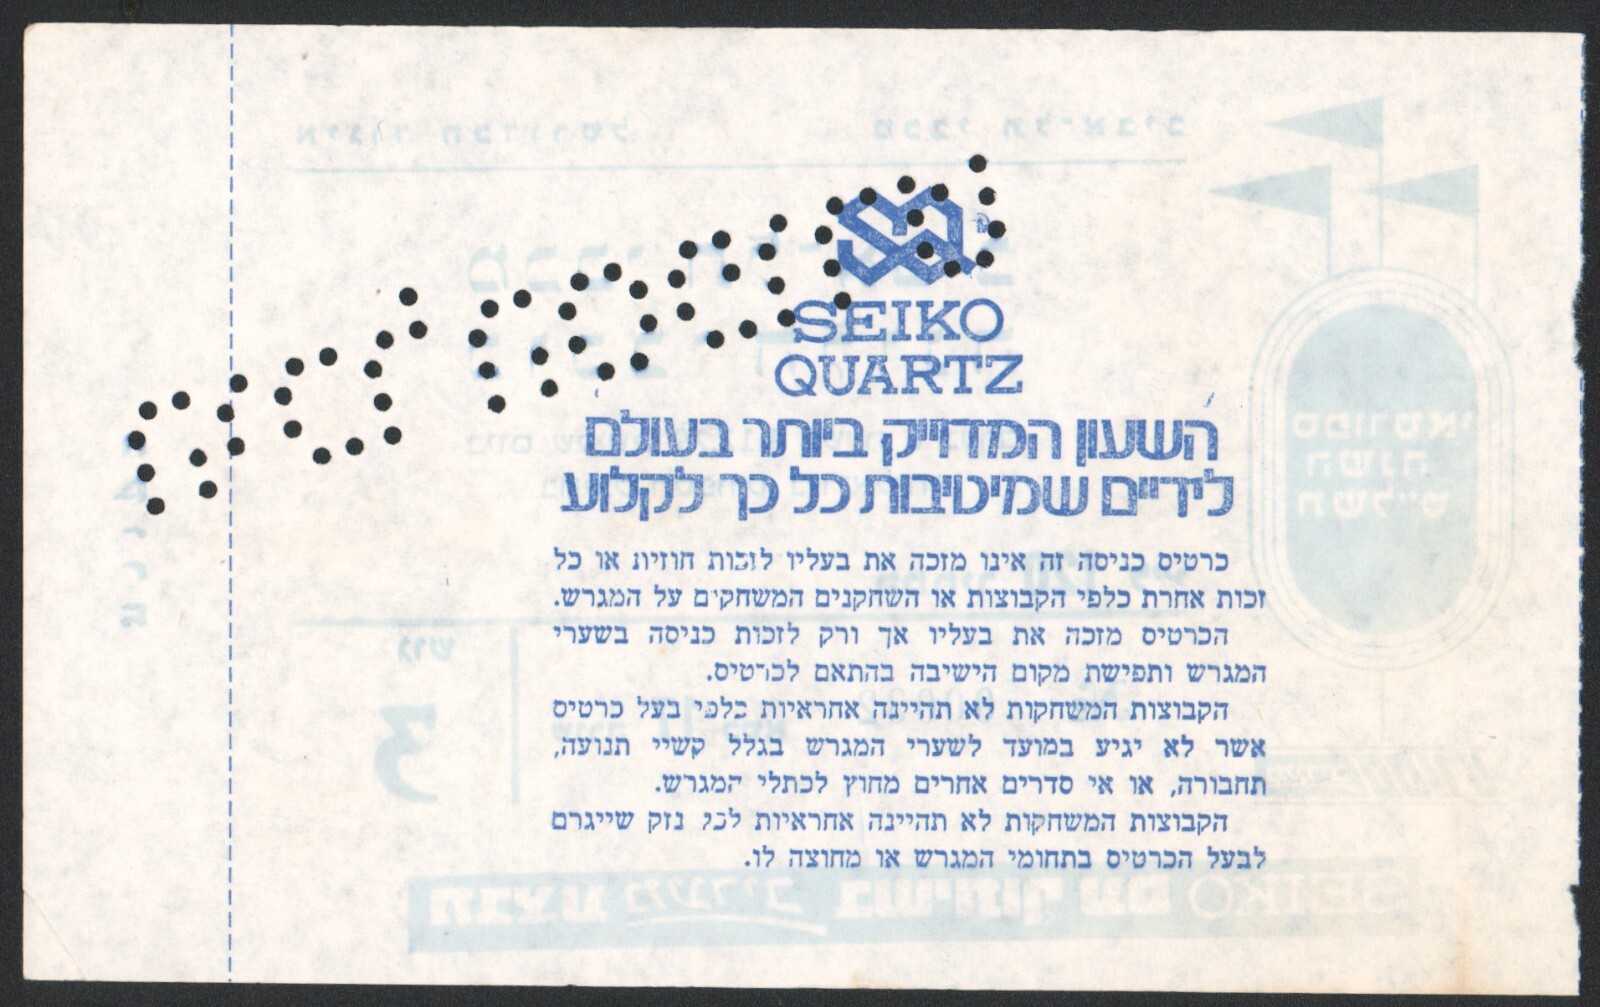 SEIKO
QUARTZ
השעון המדוייק ביותר בעולם
לידיים שמיטיבות כל כך לקלוע
כרטיס כניסה זה אינו מזכה את בעליו לזכות חוזית או כל
זכות אחרת כלפי הקבוצות או השחקנים המשחקים על המגרש.
הכרטיס מזכה את בעליו אך ורק לזכות כניסה בשערי
המגרש ותפישת מקום הישיבה בהתאם לכרטיס.
הקבוצות המשחקות לא תהיינה אחראיות כלפי בעל כרטיס
אשר לא יגיע במועד לשערי המגרש בגלל קשיי תנועה,
תחבורה, או אי סדרים אחרים מחוץ לכתלי המגרש.
הקבוצות המשחקות לא תהיינה אחראיות לכל נזק שייגרם
לבעל הכרטיס בתחומי המגרש או מחוצה לו.